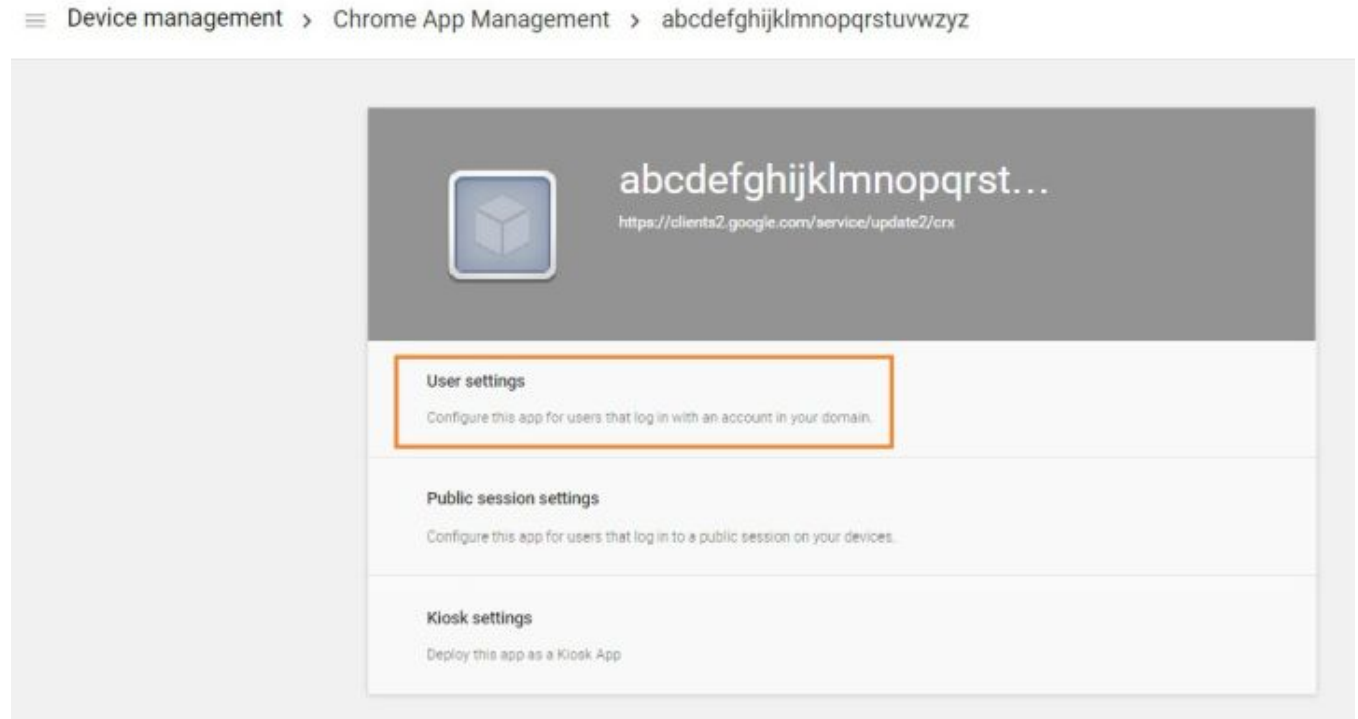 Device management > Chrome App Management > abcdefghijklmnopqrstuvwzyz
abcdefghijklmnopqrst...
https://clients2.google.com/service/update2/crx
User settings
Configure this app for users that log in with an account in your domain.
Public session settings
Configure this app for users that log in to a public session on your devices.
Kiosk settings
Deploy this app as a Kiosk App